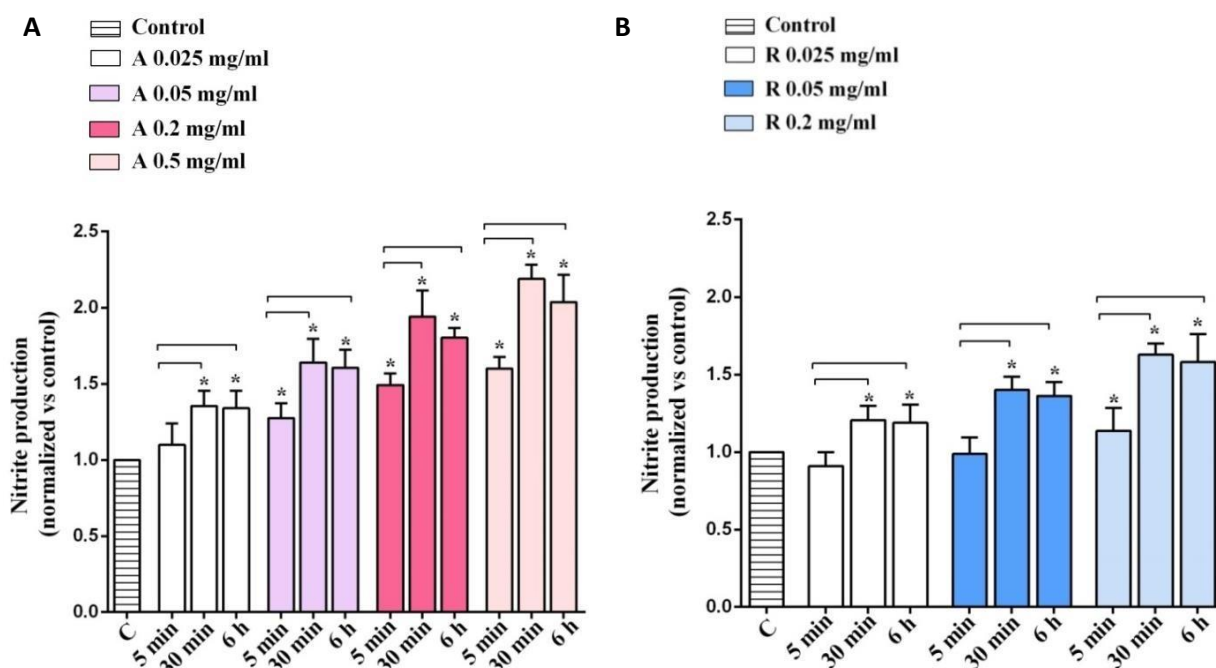 A
Control
A 0.025 mg/ml
A 0.05 mg/ml
A 0.2 mg/ml
A 0.5 mg/ml
Nitrite production
(normalized vs control)
2.5
2.0
1.5
1.0
0.5
0.0
* * * * * * * * * * *
C 5 min 30 min 6 h 5 min 30 min 6 h 5 min 30 min 6 h 5 min 30 min 6 h
B
Control
R 0.025 mg/ml
R 0.05 mg/ml
R 0.2 mg/ml
Nitrite production
(normalized vs control)
2.5
2.0
1.5
1.0
0.5
0.0
* * * * * * *
C 5 min 30 min 6 h 5 min 30 min 6 h 5 min 30 min 6 h